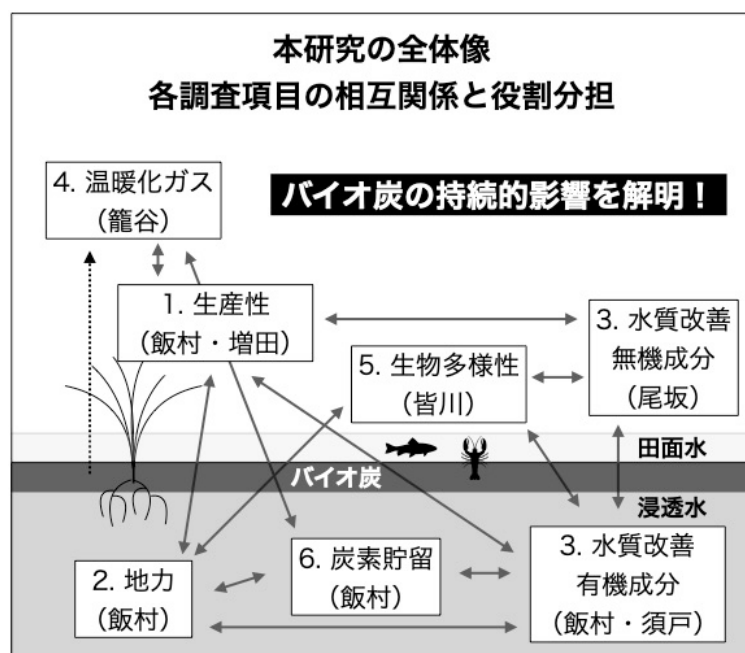 本研究の全体像
各調査項目の相互関係と役割分担
4. 温暖化ガス
（籠谷）
バイオ炭の持続的影響を解明！
1. 生産性
（飯村・増田）
3. 水質改善
無機成分
（尾坂）
5. 生物多様性
（皆川）
田面水
バイオ炭
浸透水
2. 地力
（飯村）
6. 炭素貯留
（飯村）
3. 水質改善
有機成分
（飯村・須戸）